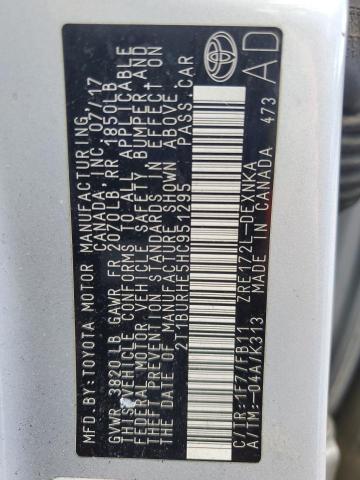 MFD.BY:TOYOTA MOTOR MANUFACTURING,
CANADA,INC. 07/17
GVWR 3820LB GAWR FR 2070LB RR 1850LB
THIS VEHICLE CONFORMS TO ALL APPLICABLE
FEDERAL MOTOR VEHICLE SAFETY, BUMPER, AND
THEFT PREVENTION STANDARDS IN EFFECT ON
THE DATE OF MANUFACTURE SHOWN ABOVE.
2T1BURHE5HC951295 PASS.CAR
C/TR:1F7/FB11 ZRE172L-DEXNKA
A/TM:-04A/K313 MADE IN CANADA 473
TOYOTA
AD